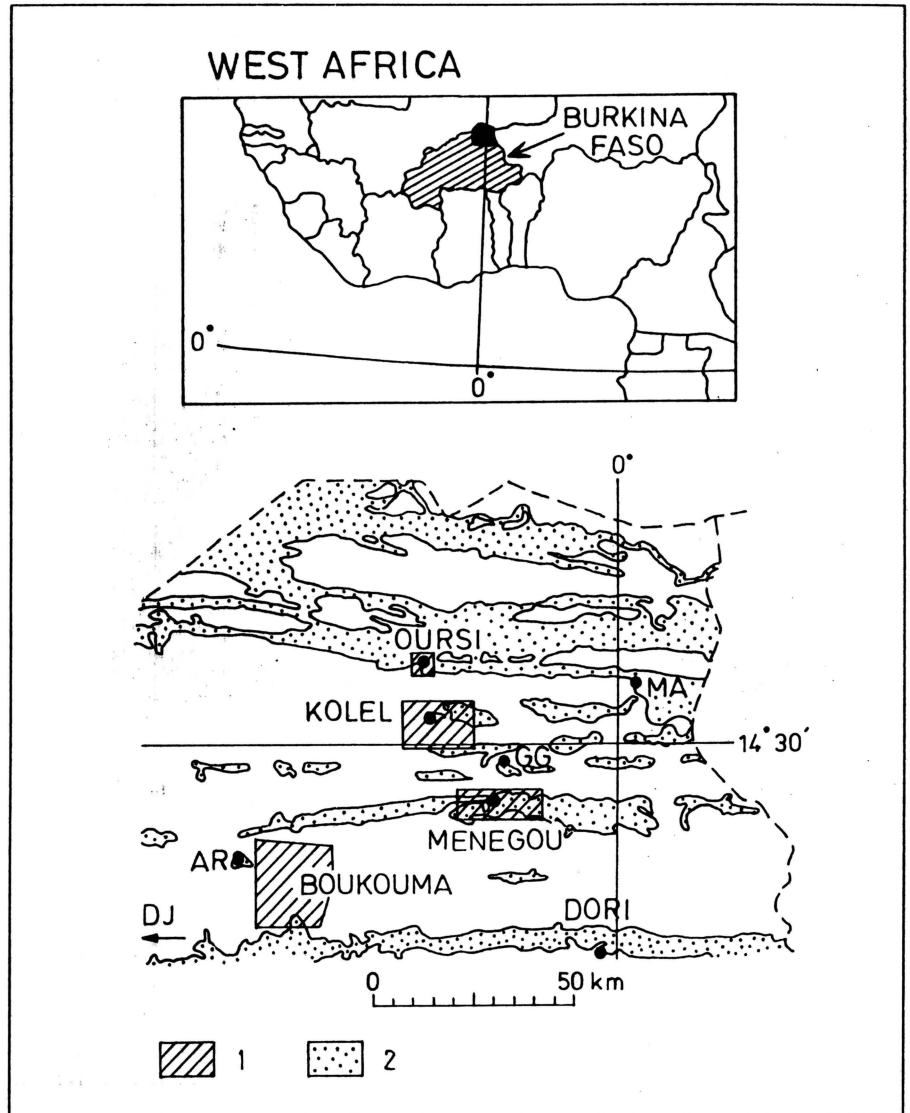 WEST AFRICA
BURKINA
FASO
0°
0°
0°
OURSI
MA
KOLEL
14°30'
GG
MENEGOU
AR
BOUKOUMA
DJ
DORI
0 50 km
1 2